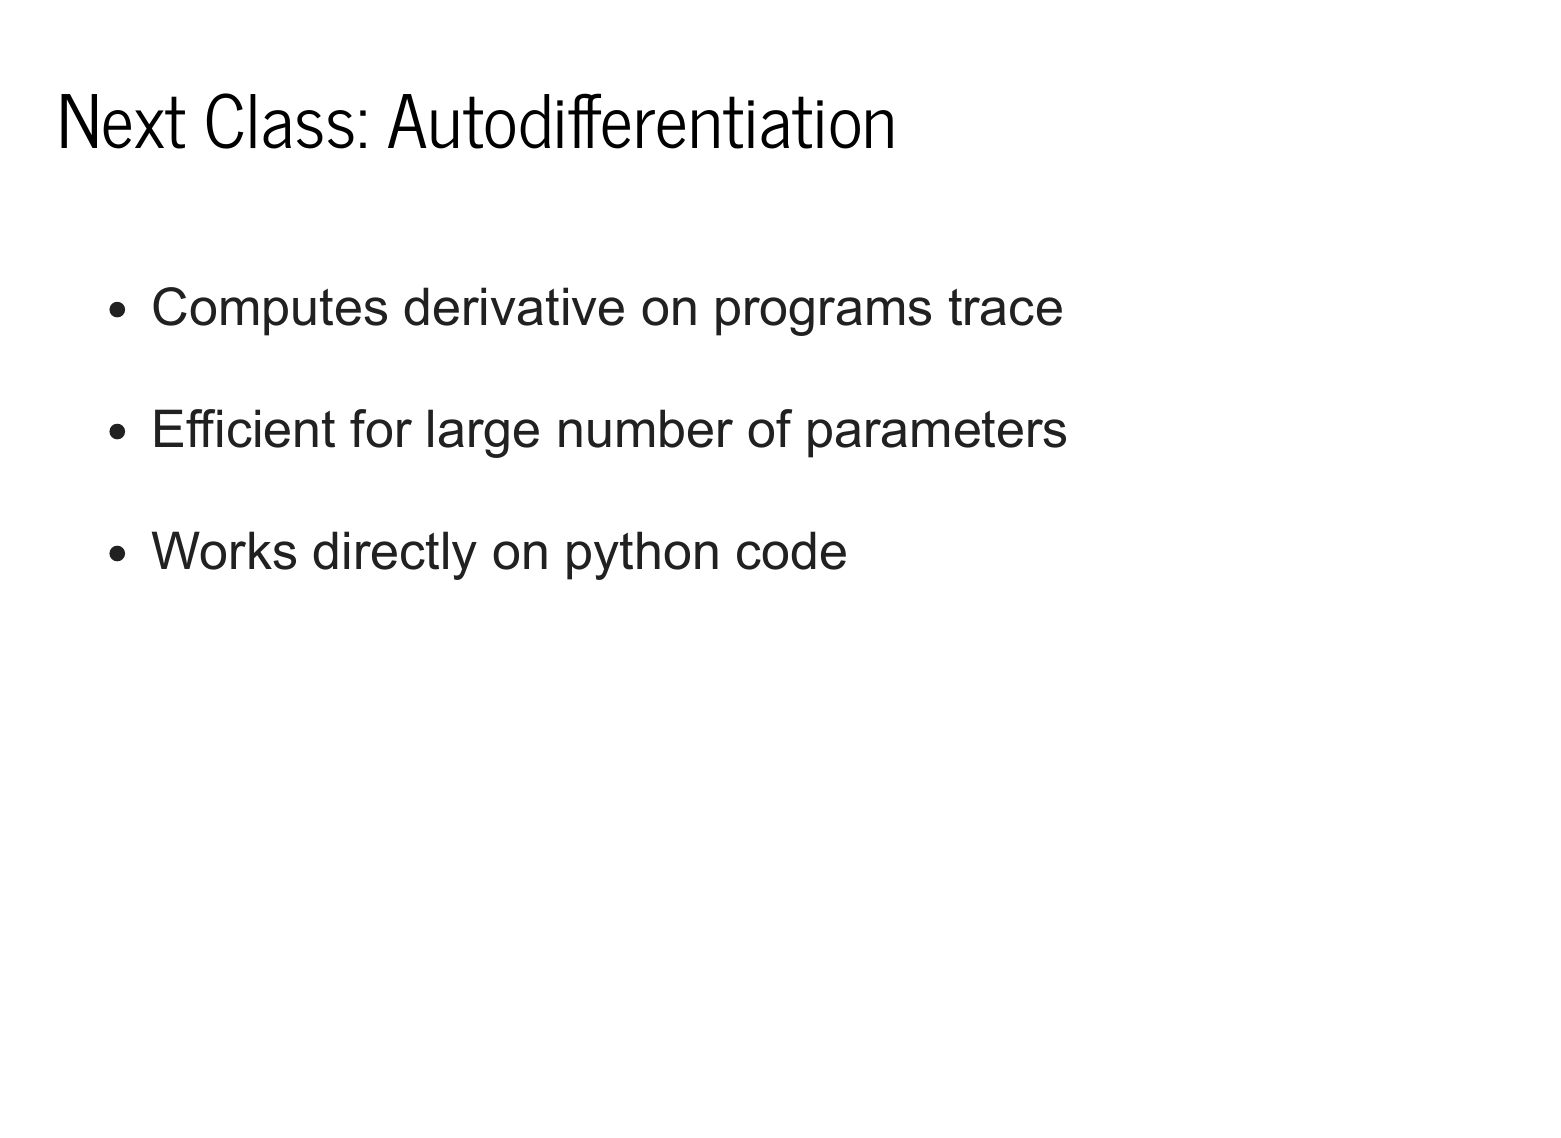 Next Class: Autodifferentiation
• Computes derivative on programs trace
• Efficient for large number of parameters
• Works directly on python code